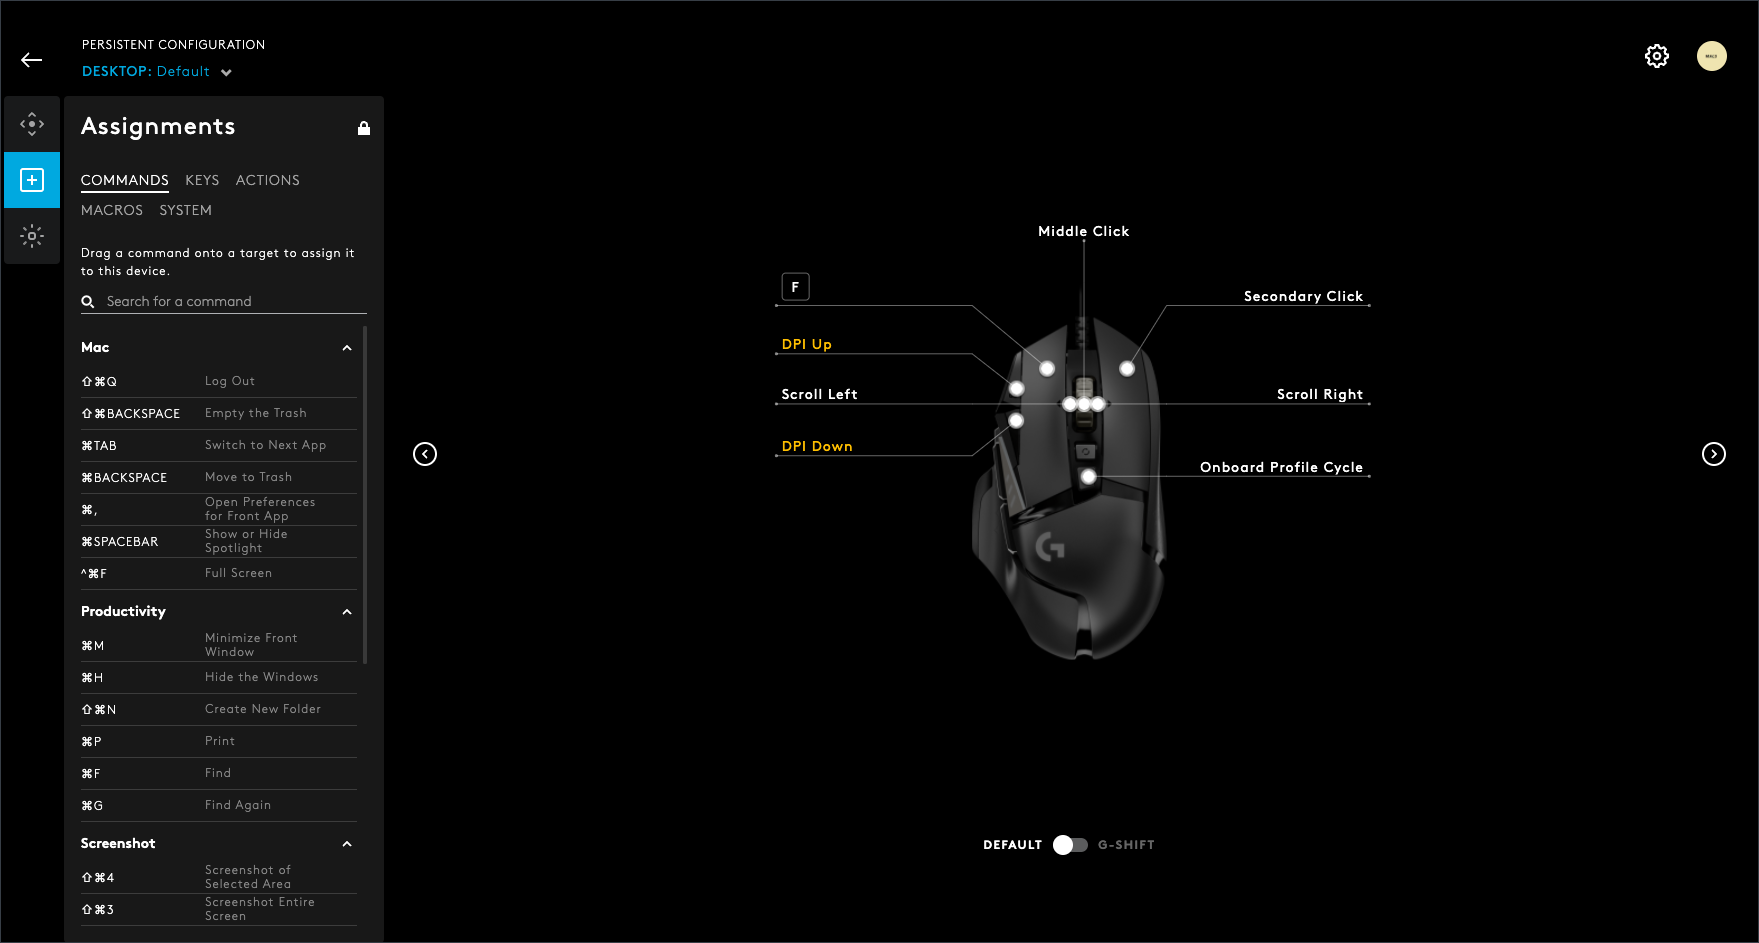 PERSISTENT CONFIGURATION
DESKTOP: Default
Assignments
COMMANDS KEYS ACTIONS
MACROS SYSTEM
Drag a command onto a target to assign it
to this device.
Search for a command
Mac
⇧⌘Q Log Out
⇧⌘BACKSPACE Empty the Trash
⌘TAB Switch to Next App
⌘BACKSPACE Move to Trash
⌘, Open Preferences
for Front App
⌘SPACEBAR Show or Hide
Spotlight
^⌘F Full Screen
Productivity
⌘M Minimize Front
Window
⌘H Hide the Windows
⇧⌘N Create New Folder
⌘P Print
⌘F Find
⌘G Find Again
Screenshot
⇧⌘4 Screenshot of
Selected Area
⇧⌘3 Screenshot Entire
Screen
Middle Click
F
Secondary Click
DPI Up
Scroll Left
Scroll Right
DPI Down
Onboard Profile Cycle
DEFAULT G-SHIFT